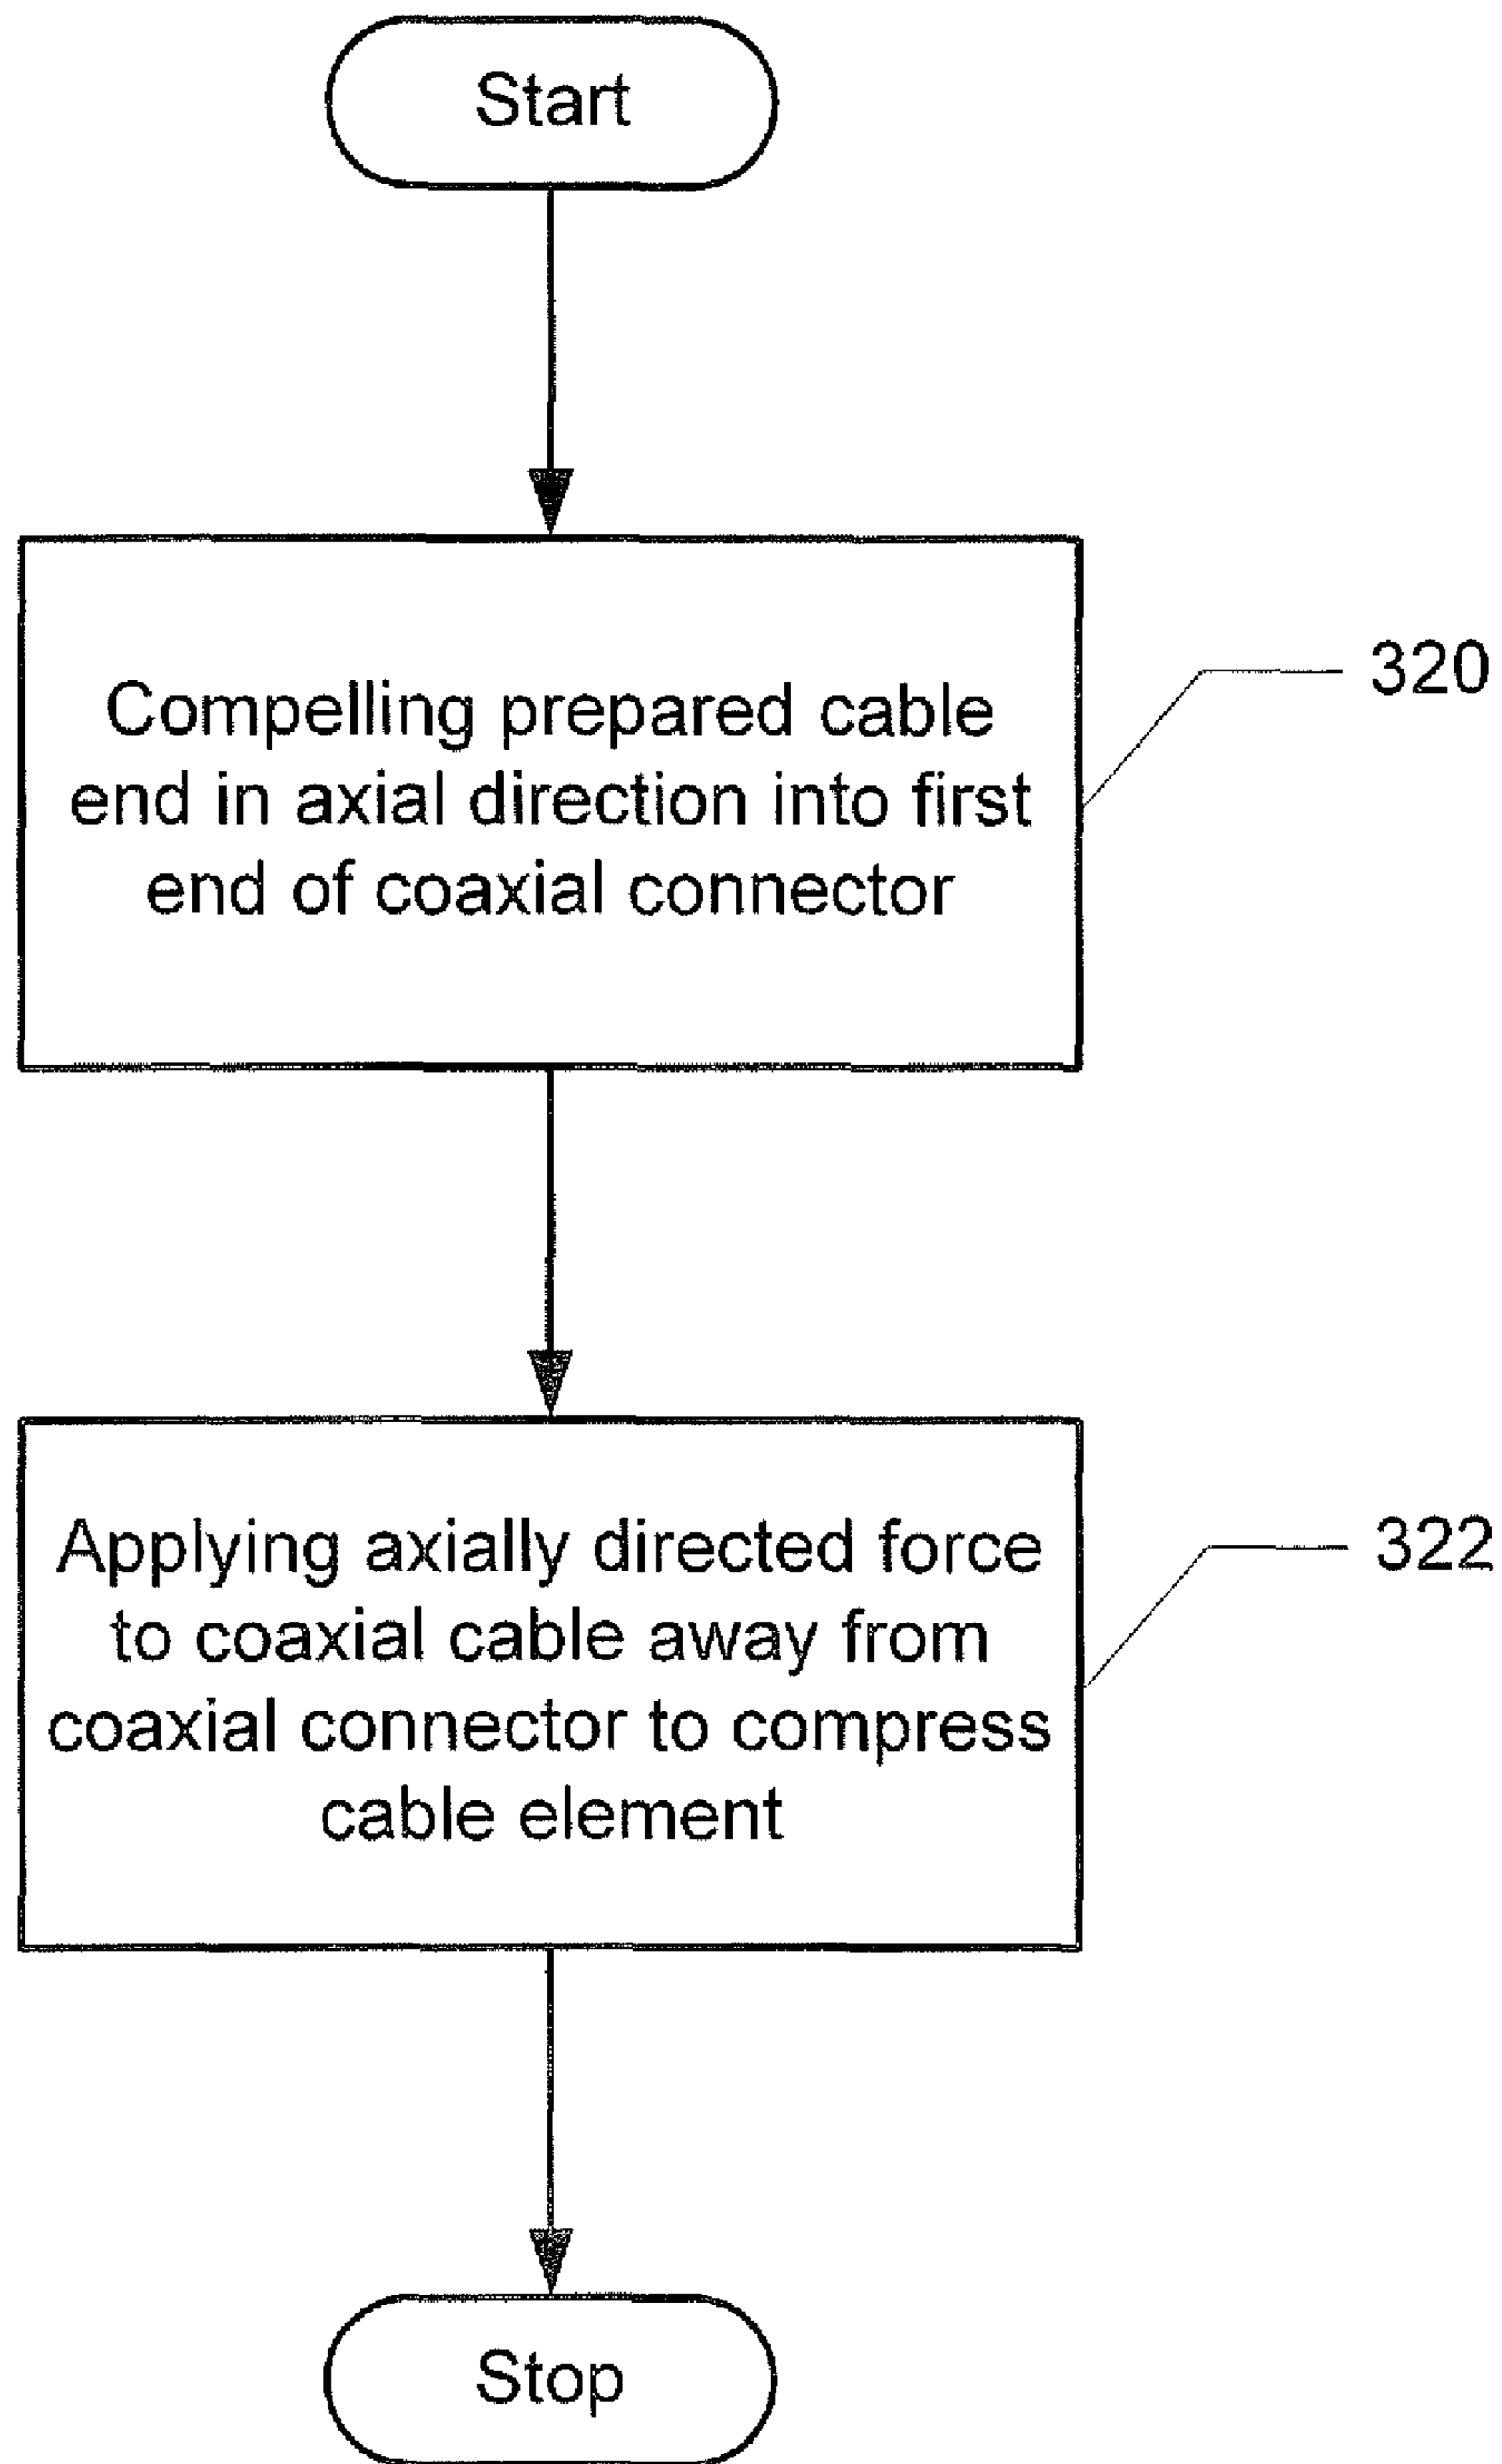 Start
Compelling prepared cable
end in axial direction into first
end of coaxial connector
320
Applying axially directed force
to coaxial cable away from
coaxial connector to compress
cable element
322
Stop